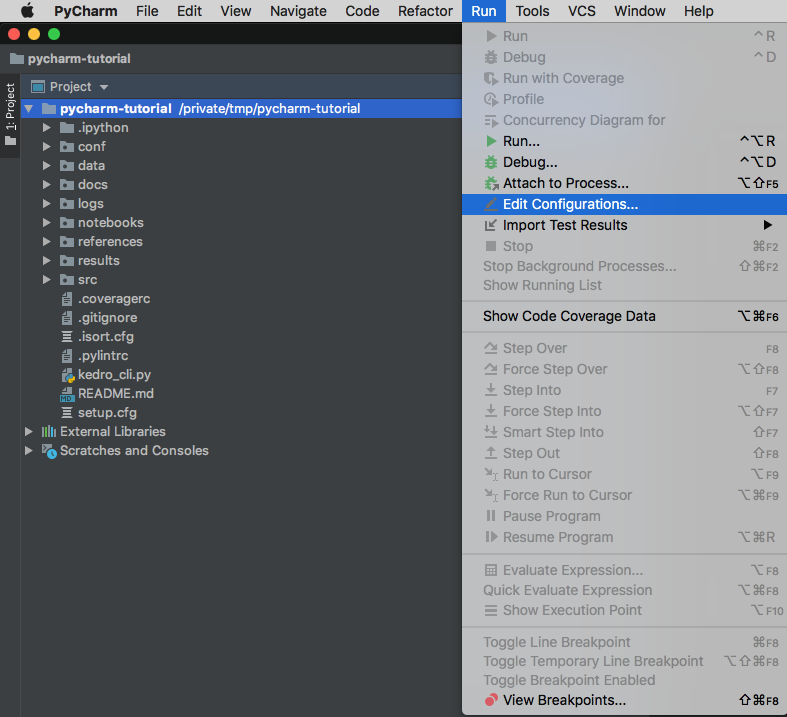 PyCharm File Edit View Navigate Code Refactor Run Tools VCS Window Help
pycharm-tutorial
1: Project
Project
pycharm-tutorial /private/tmp/pycharm-tutorial
.ipython
conf
data
docs
logs
notebooks
references
results
src
.coveragerc
.gitignore
.isort.cfg
.pylintrc
kedro_cli.py
README.md
setup.cfg
External Libraries
Scratches and Consoles
Run ^R
Debug ^D
Run with Coverage
Profile
Concurrency Diagram for
Run... ^⌥R
Debug... ^⌥D
Attach to Process... ⌥⇧F5
Edit Configurations...
Import Test Results
Stop ⌘F2
Stop Background Processes... ⇧⌘F2
Show Running List
Show Code Coverage Data ⌥⌘F6
Step Over F8
Force Step Over ⌥⇧F8
Step Into F7
Force Step Into ⌥⇧F7
Smart Step Into ⇧F7
Step Out ⇧F8
Run to Cursor ⌥F9
Force Run to Cursor ⌥⌘F9
Pause Program
Resume Program ⌥⌘R
Evaluate Expression... ⌥F8
Quick Evaluate Expression ⌥⌘F8
Show Execution Point ⌥F10
Toggle Line Breakpoint ⌘F8
Toggle Temporary Line Breakpoint ⌥⇧⌘F8
Toggle Breakpoint Enabled
View Breakpoints... ⇧⌘F8